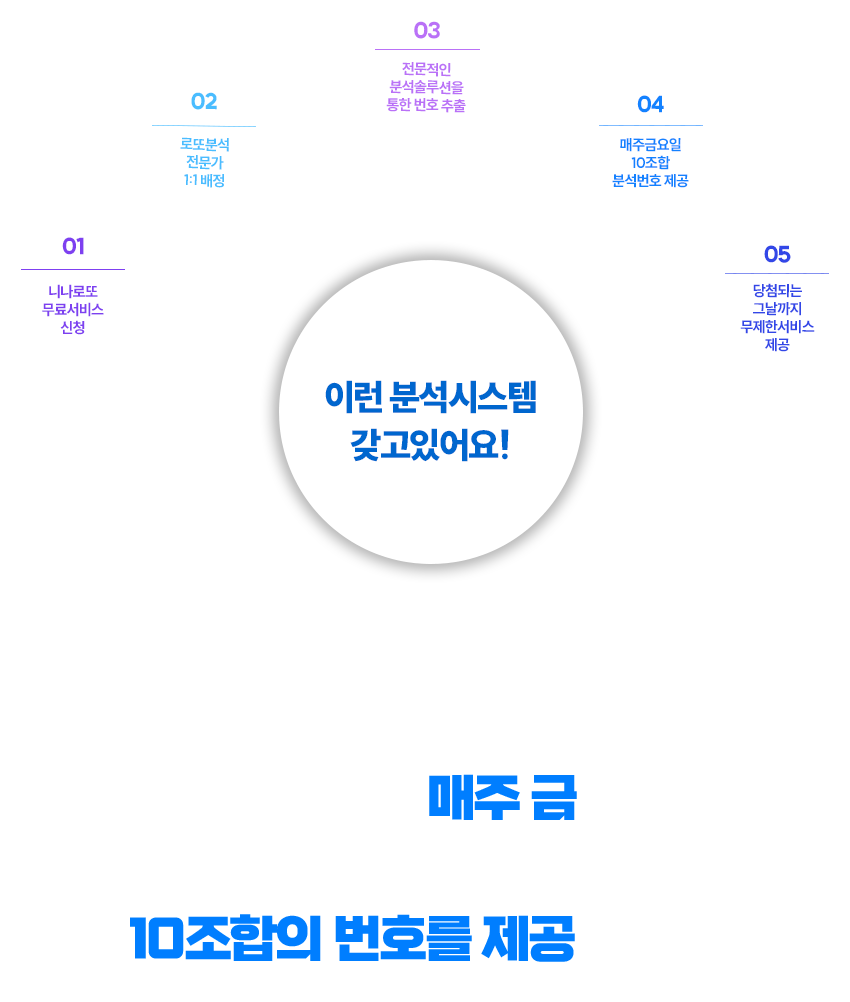 01
니나로또
무료서비스
신청
02
로또분석
전문가
1:1 배정
03
전문적인
분석솔루션을
통한 번호 추출
04
매주금요일
10조합
분석번호 제공
05
당첨되는
그날까지
무제한서비스
제공
이런 분석시스템
갖고있어요!
매주 금
10조합의 번호를 제공